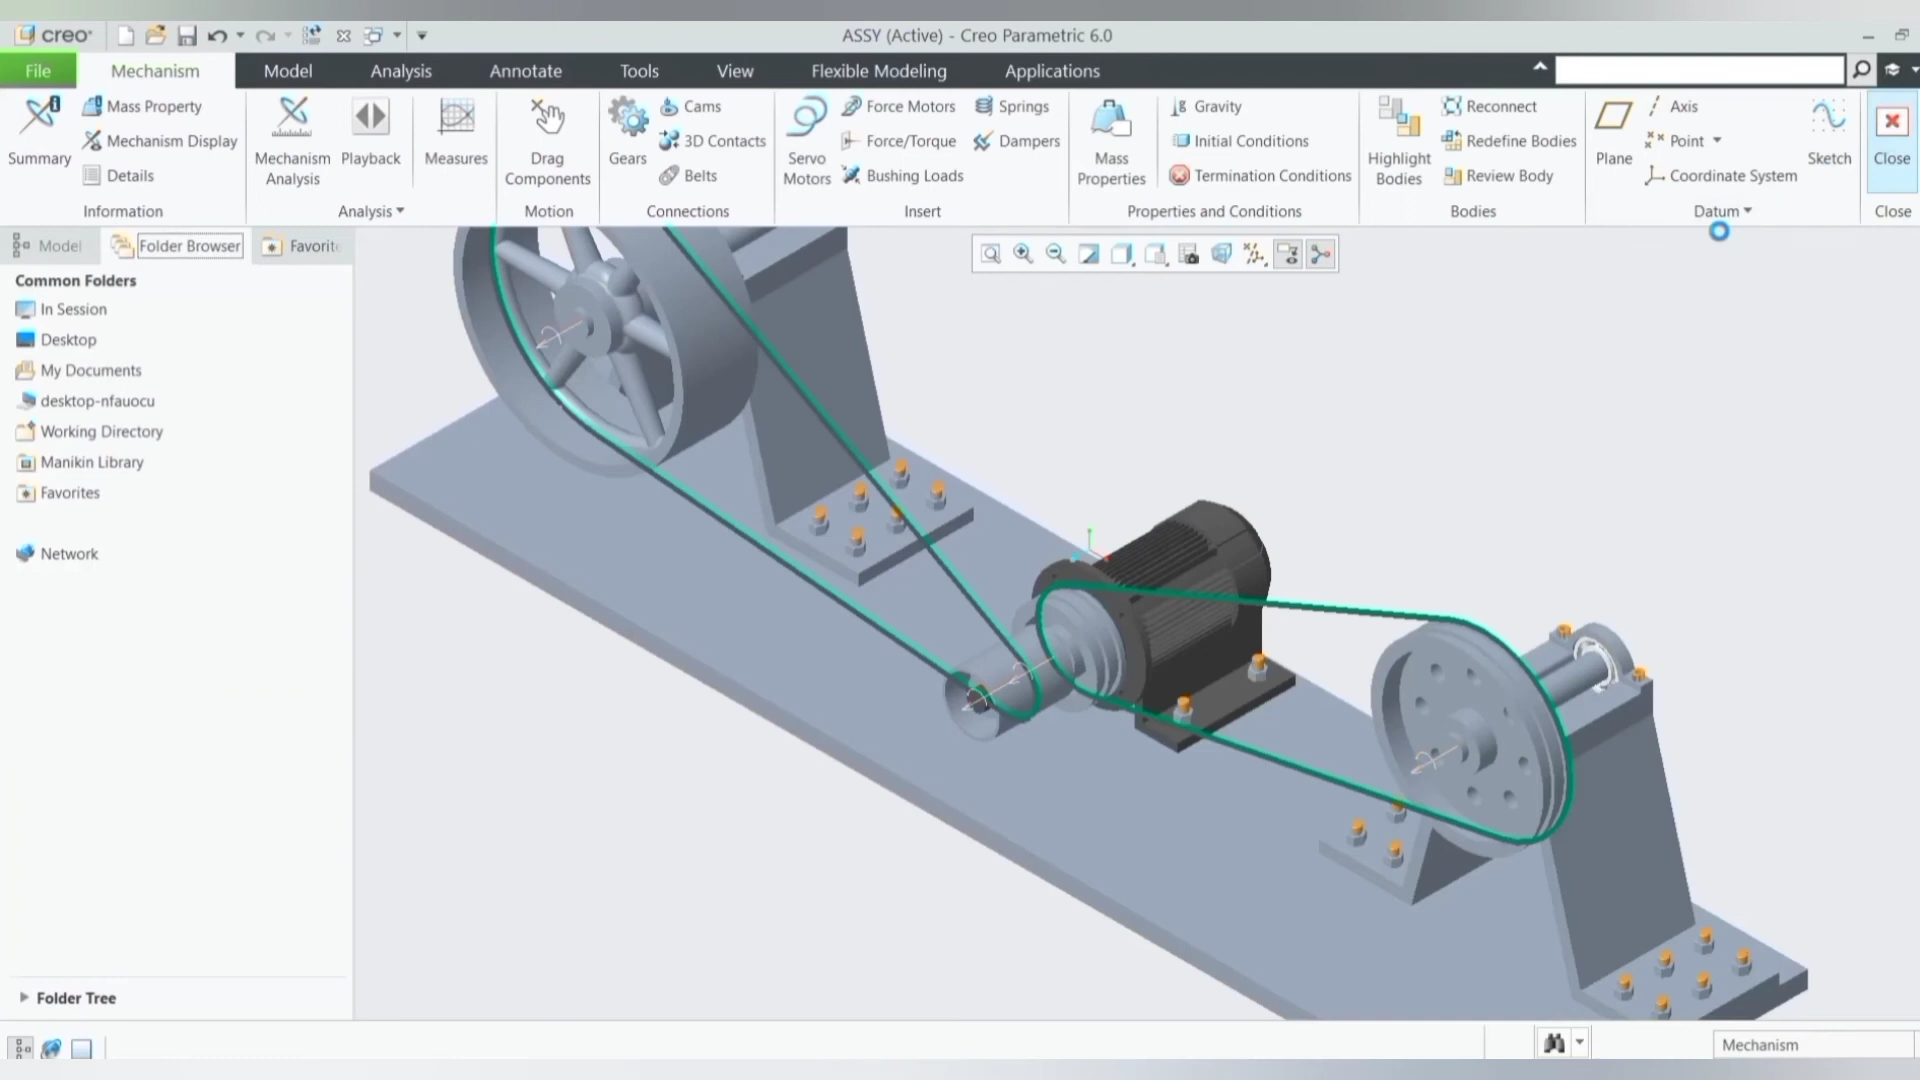 creo
ASSY (Active) - Creo Parametric 6.0
File Mechanism Model Analysis Annotate Tools View Flexible Modeling Applications
Summary
Mass Property
Mechanism Display
Details
Information
Mechanism
Analysis
Playback
Measures
Analysis
Drag
Components
Motion
Gears
Cams
3D Contacts
Belts
Connections
Servo
Motors
Force Motors
Force/Torque
Bushing Loads
Springs
Dampers
Insert
Mass
Properties
Gravity
Initial Conditions
Termination Conditions
Properties and Conditions
Highlight
Bodies
Reconnect
Redefine Bodies
Review Body
Bodies
Plane
Axis
Point
Coordinate System
Sketch
Datum
Close
Close
Model Folder Browser Favorit
Common Folders
In Session
Desktop
My Documents
desktop-nfauocu
Working Directory
Manikin Library
Favorites
Network
Folder Tree
Mechanism